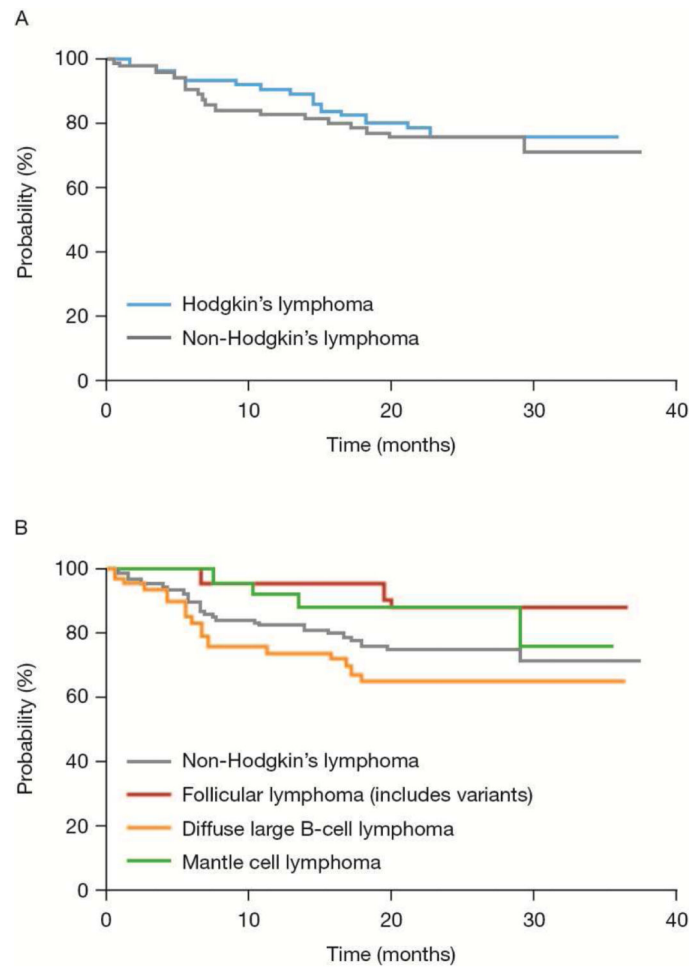 A
100
80
60
40
20
0
Probability (%)
Hodgkin's lymphoma
Non-Hodgkin's lymphoma
0 10 20 30 40
Time (months)
B
100
80
60
40
20
0
Probability (%)
Non-Hodgkin's lymphoma
Follicular lymphoma (includes variants)
Diffuse large B-cell lymphoma
Mantle cell lymphoma
0 10 20 30 40
Time (months)